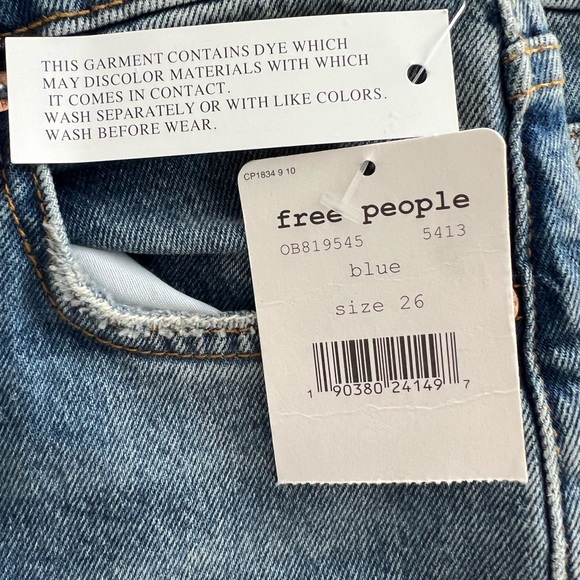 THIS GARMENT CONTAINS DYE WHICH
MAY DISCOLOR MATERIALS WITH WHICH
IT COMES IN CONTACT.
WASH SEPARATELY OR WITH LIKE COLORS.
WASH BEFORE WEAR.
CP1834 9 10
free people
OB819545 5413
blue
size 26
1 90380 24149 7